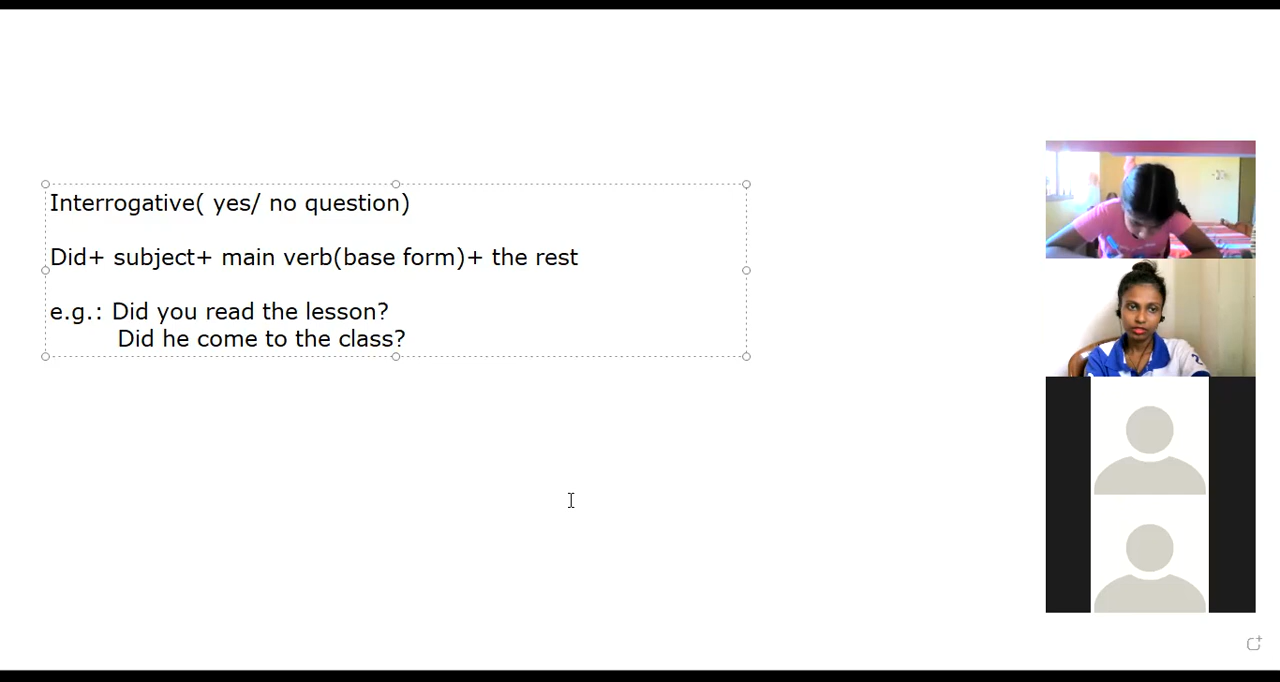 Interrogative( yes/ no question)
Did+ subject+ main verb(base form)+ the rest
e.g.: Did you read the lesson?
Did he come to the class?